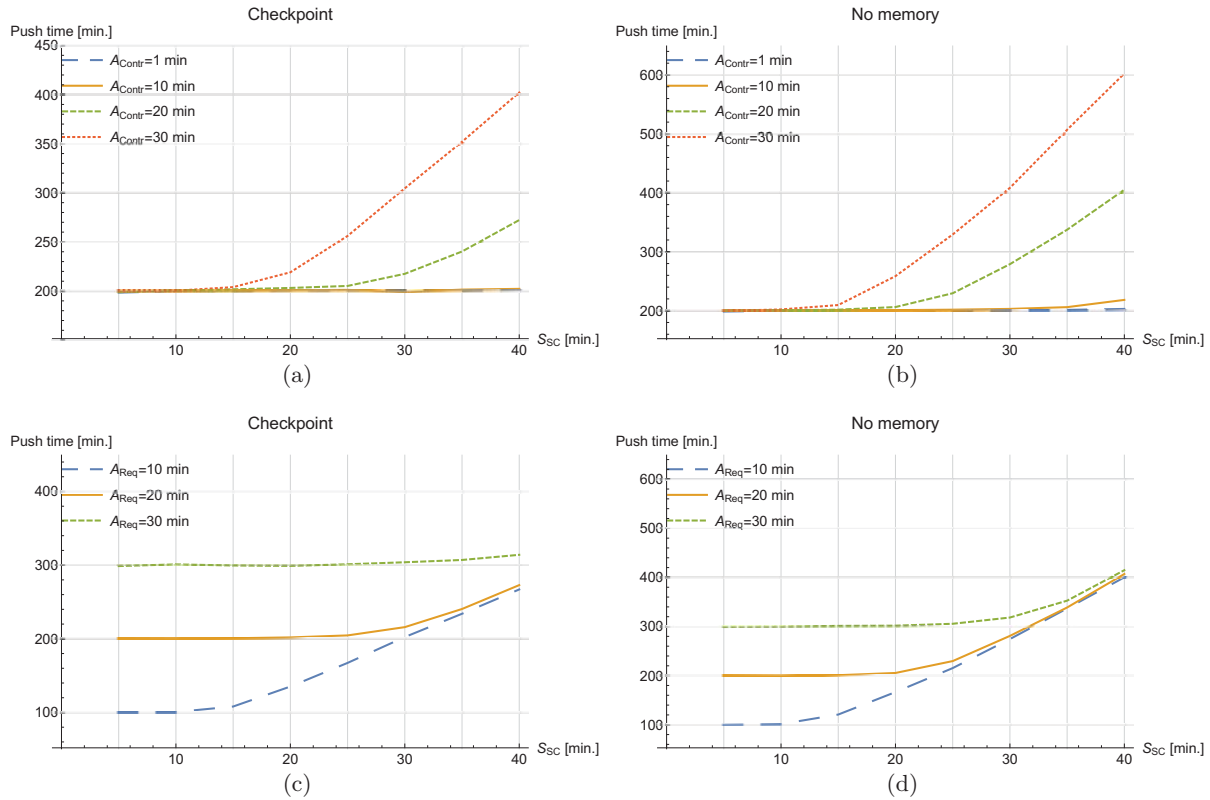 Checkpoint
Push time [min.]
450
400
350
300
250
200
A_Contr=1 min
A_Contr=10 min
A_Contr=20 min
A_Contr=30 min
10 20 30 40
S_SC [min.]
(a)
No memory
Push time [min.]
600
500
400
300
200
A_Contr=1 min
A_Contr=10 min
A_Contr=20 min
A_Contr=30 min
10 20 30 40
S_SC [min.]
(b)
Checkpoint
Push time [min.]
400
300
200
100
A_Req=10 min
A_Req=20 min
A_Req=30 min
10 20 30 40
S_SC [min.]
(c)
No memory
Push time [min.]
600
500
400
300
200
100
A_Req=10 min
A_Req=20 min
A_Req=30 min
10 20 30 40
S_SC [min.]
(d)